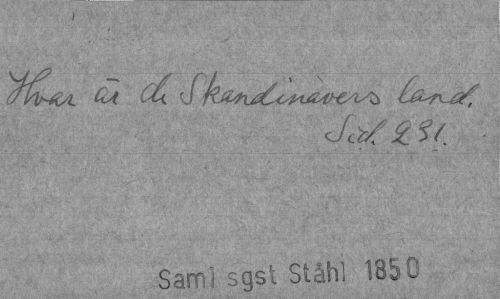 Hvar är de Skandinavers land.
Sid. 231.
Saml sgst Ståhl 1850